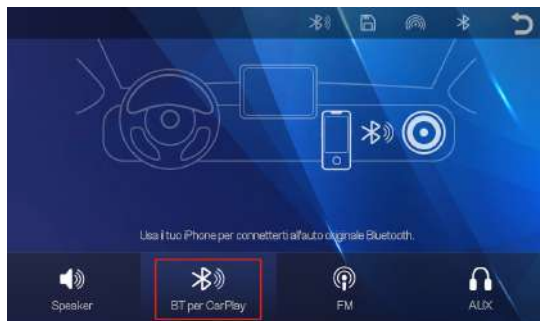 Usa il tuo iPhone per connetterti all'auto originale Bluetooth.
Speaker
BT per CarPlay
FM
AUX